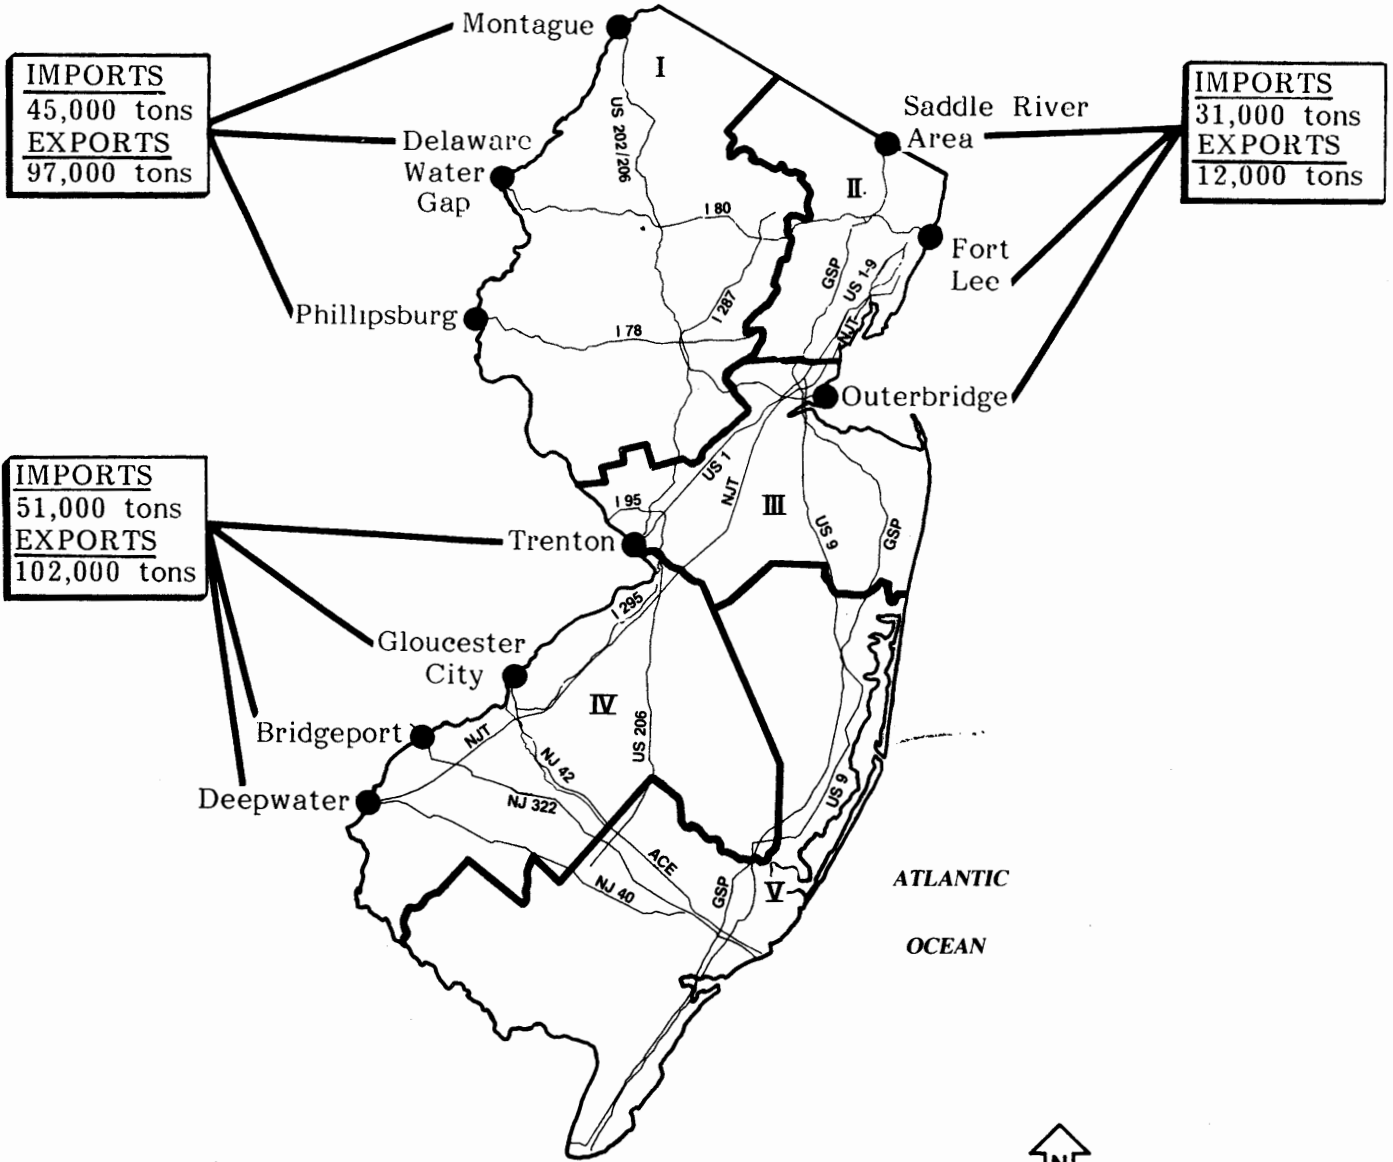 Montague
IMPORTS
45,000 tons
EXPORTS
97,000 tons
Delaware
Water
Gap
Phillipsburg
Saddle River
Area
IMPORTS
31,000 tons
EXPORTS
12,000 tons
Fort
Lee
Outerbridge
I
US 202/206
I 80
II
GSP
US 1-9
I 287
NJT
I 78
IMPORTS
51,000 tons
EXPORTS
102,000 tons
Trenton
Gloucester
City
Bridgeport
Deepwater
US 1
I 95
NJT
III
US 9
GSP
I 295
IV
NJT
NJ 42
US 206
NJ 322
US 9
ACE
GSP
V
NJ 40
ATLANTIC
OCEAN
N